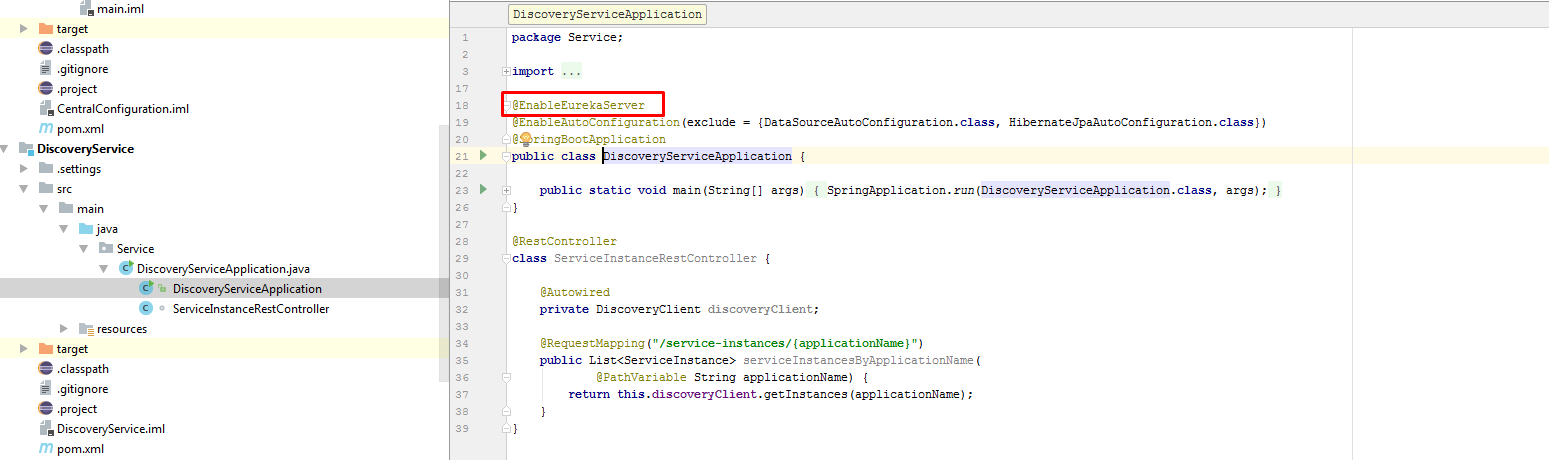 main.iml
target
.classpath
.gitignore
.project
CentralConfiguration.iml
pom.xml
DiscoveryService
.settings
src
main
java
Service
DiscoveryServiceApplication.java
DiscoveryServiceApplication
ServiceInstanceRestController
resources
target
.classpath
.gitignore
.project
DiscoveryService.iml
pom.xml
DiscoveryServiceApplication
1 package Service;
2
3 import ...
17
18 @EnableEurekaServer
19 @EnableAutoConfiguration(exclude = {DataSourceAutoConfiguration.class, HibernateJpaAutoConfiguration.class})
20 @SpringBootApplication
21 public class DiscoveryServiceApplication {
22
23 public static void main(String[] args) { SpringApplication.run(DiscoveryServiceApplication.class, args); }
26 }
27
28 @RestController
29 class ServiceInstanceRestController {
30
31 @Autowired
32 private DiscoveryClient discoveryClient;
33
34 @RequestMapping("/service-instances/{applicationName}")
35 public List<ServiceInstance> serviceInstancesByApplicationName(
36 @PathVariable String applicationName) {
37 return this.discoveryClient.getInstances(applicationName);
38 }
39 }